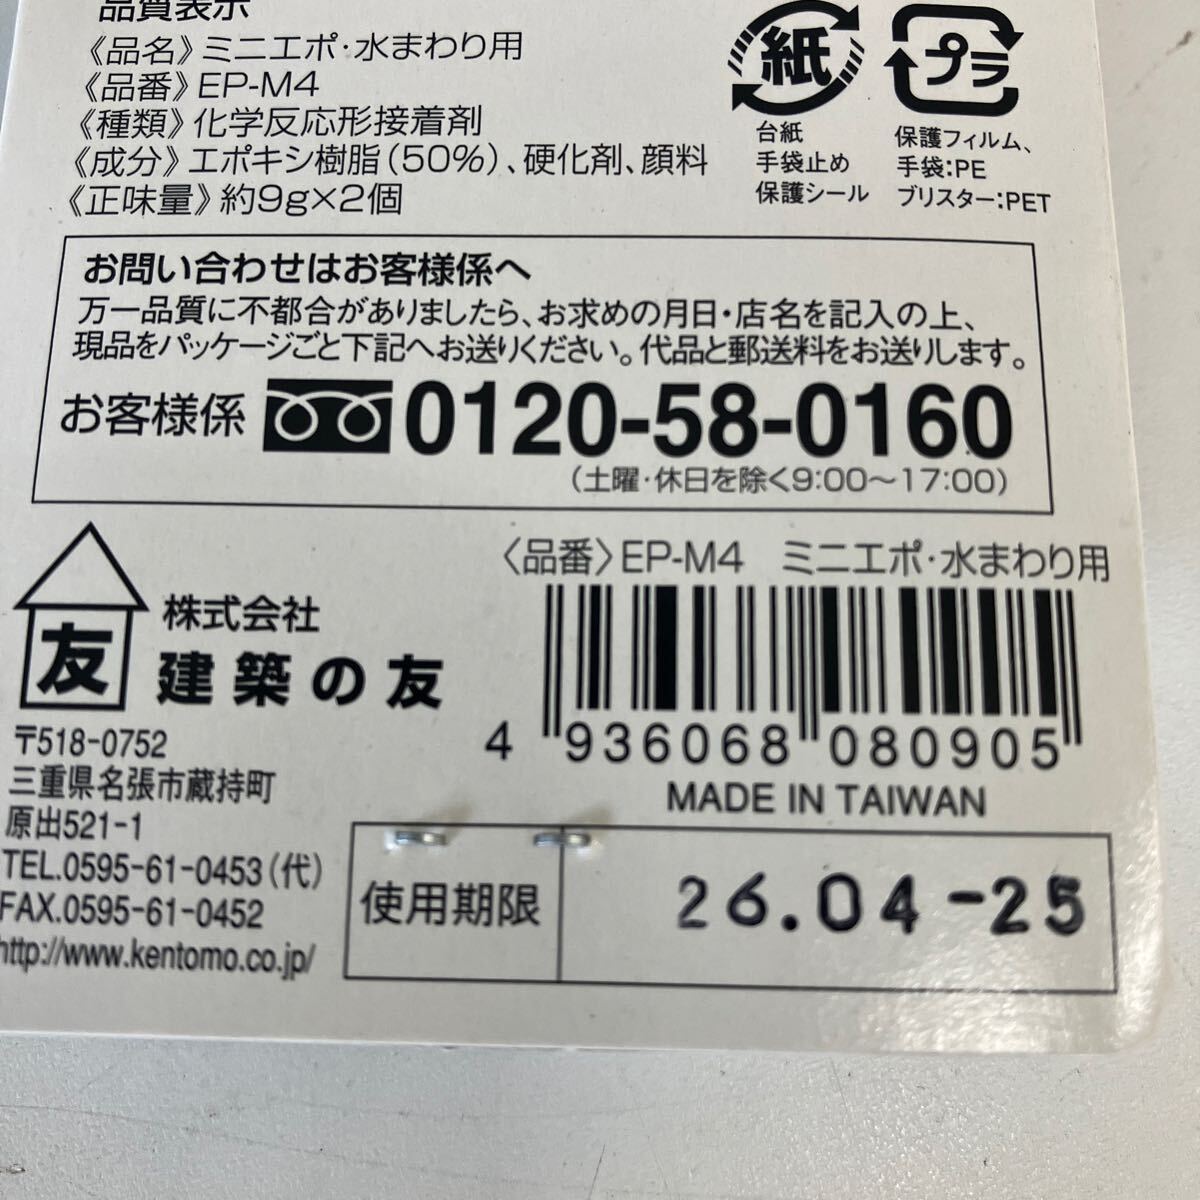 品質表示
《品名》ミニエポ・水まわり用
《品番》EP-M4
《種類》化学反応形接着剤
《成分》エポキシ樹脂(50%)、硬化剤、顔料
《正味量》約9g×2個
紙
台紙
手袋止め
保護シール
プラ
保護フィルム、
手袋:PE
ブリスター:PET
お問い合わせはお客様係へ
万一品質に不都合がありましたら、お求めの月日・店名を記入の上、
現品をパッケージごと下記へお送りください。代品と郵送料をお送りします。
お客様係 0120-58-0160
(土曜・休日を除く9:00〜17:00)
〈品番〉EP-M4 ミニエポ・水まわり用
4 936068 080905
MADE IN TAIWAN
友
株式会社
建築の友
〒518-0752
三重県名張市蔵持町
原出521-1
TEL.0595-61-0453(代)
FAX.0595-61-0452
http://www.kentomo.co.jp/
使用期限 26.04-25